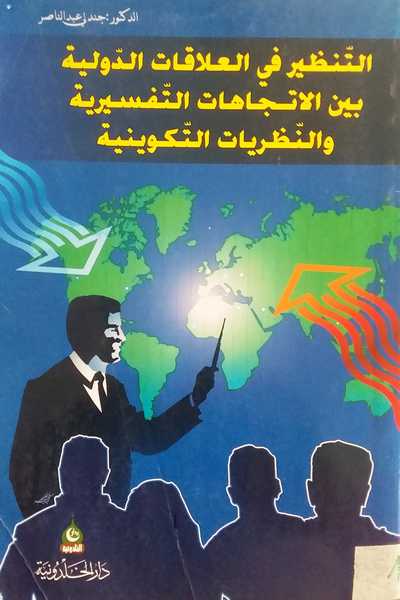 الدكتور: جندلي عبد الناصر
التّنظير في العلاقات الدّولية
بين الاتجاهات التّفسيرية
والنّظريات التّكوينية
الخلدونية
دار الخلدونية